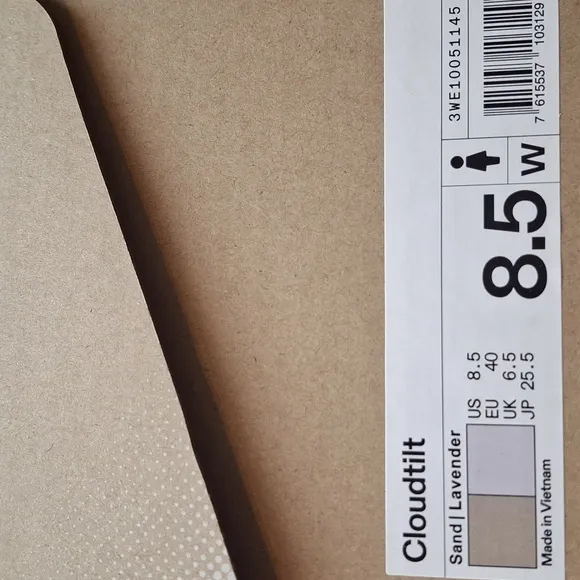 Cloudtilt
Sand | Lavender
US 8.5
EU 40
UK 6.5
JP 25.5
Made in Vietnam
8.5
W
3WE10051145
7 615537 103129